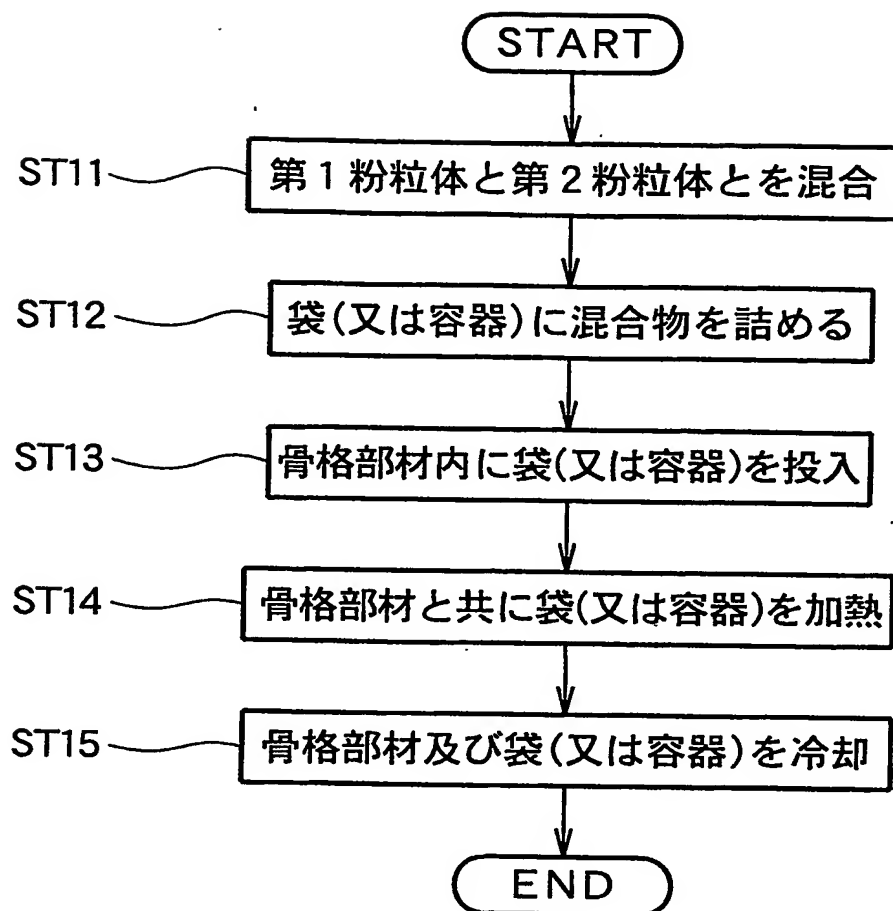 START
ST11 第1粉粒体と第2粉粒体とを混合
ST12 袋(又は容器)に混合物を詰める
ST13 骨格部材内に袋(又は容器)を投入
ST14 骨格部材と共に袋(又は容器)を加熱
ST15 骨格部材及び袋(又は容器)を冷却
END